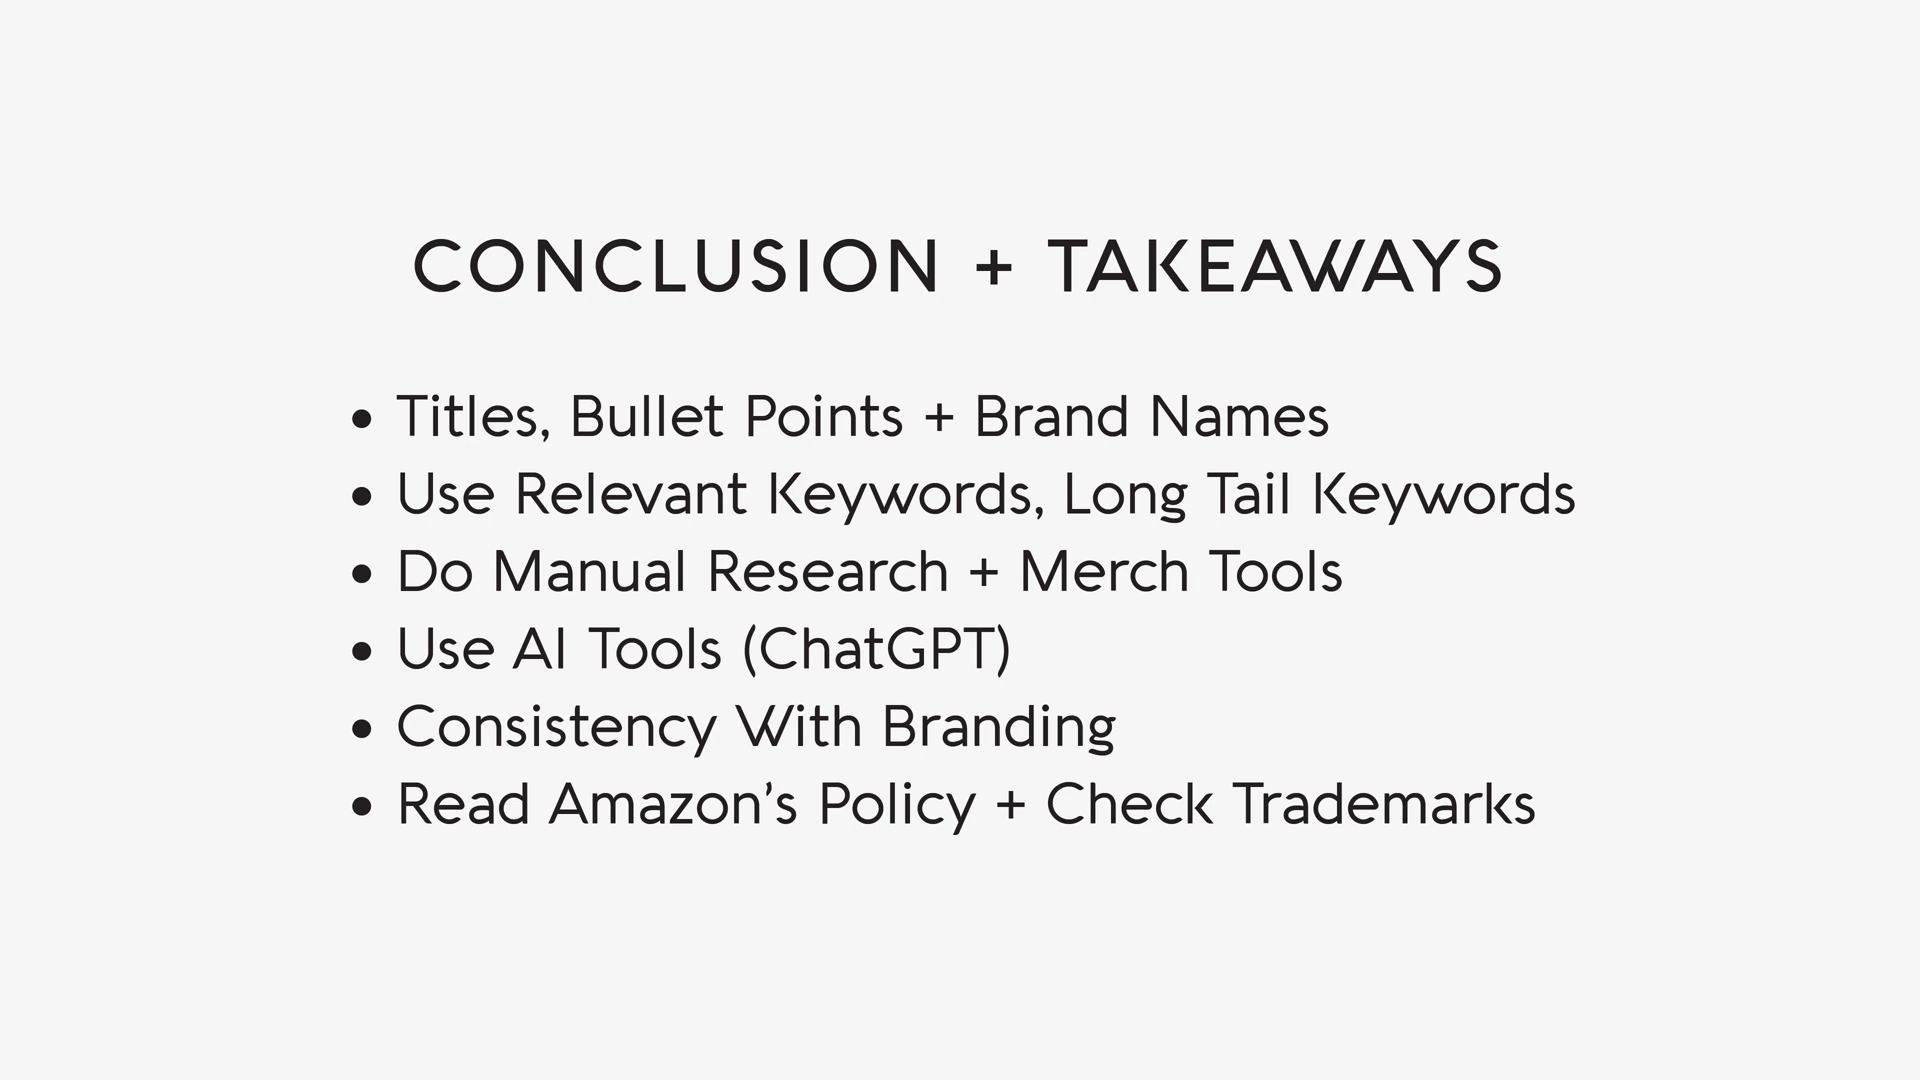 CONCLUSION + TAKEAWAYS
• Titles, Bullet Points + Brand Names
• Use Relevant Keywords, Long Tail Keywords
• Do Manual Research + Merch Tools
• Use AI Tools (ChatGPT)
• Consistency With Branding
• Read Amazon’s Policy + Check Trademarks